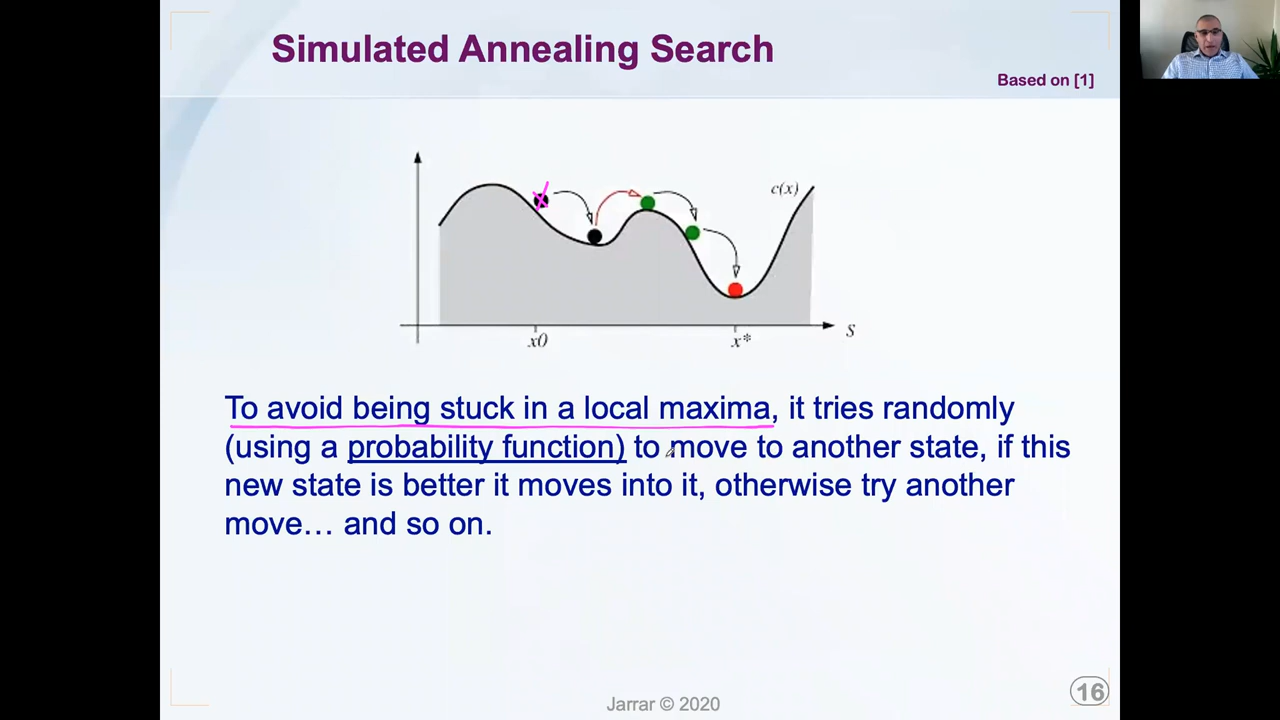 Simulated Annealing Search
Based on [1]
c(x)
S
x0
x*
To avoid being stuck in a local maxima, it tries randomly
(using a probability function) to move to another state, if this
new state is better it moves into it, otherwise try another
move… and so on.
Jarrar © 2020
16